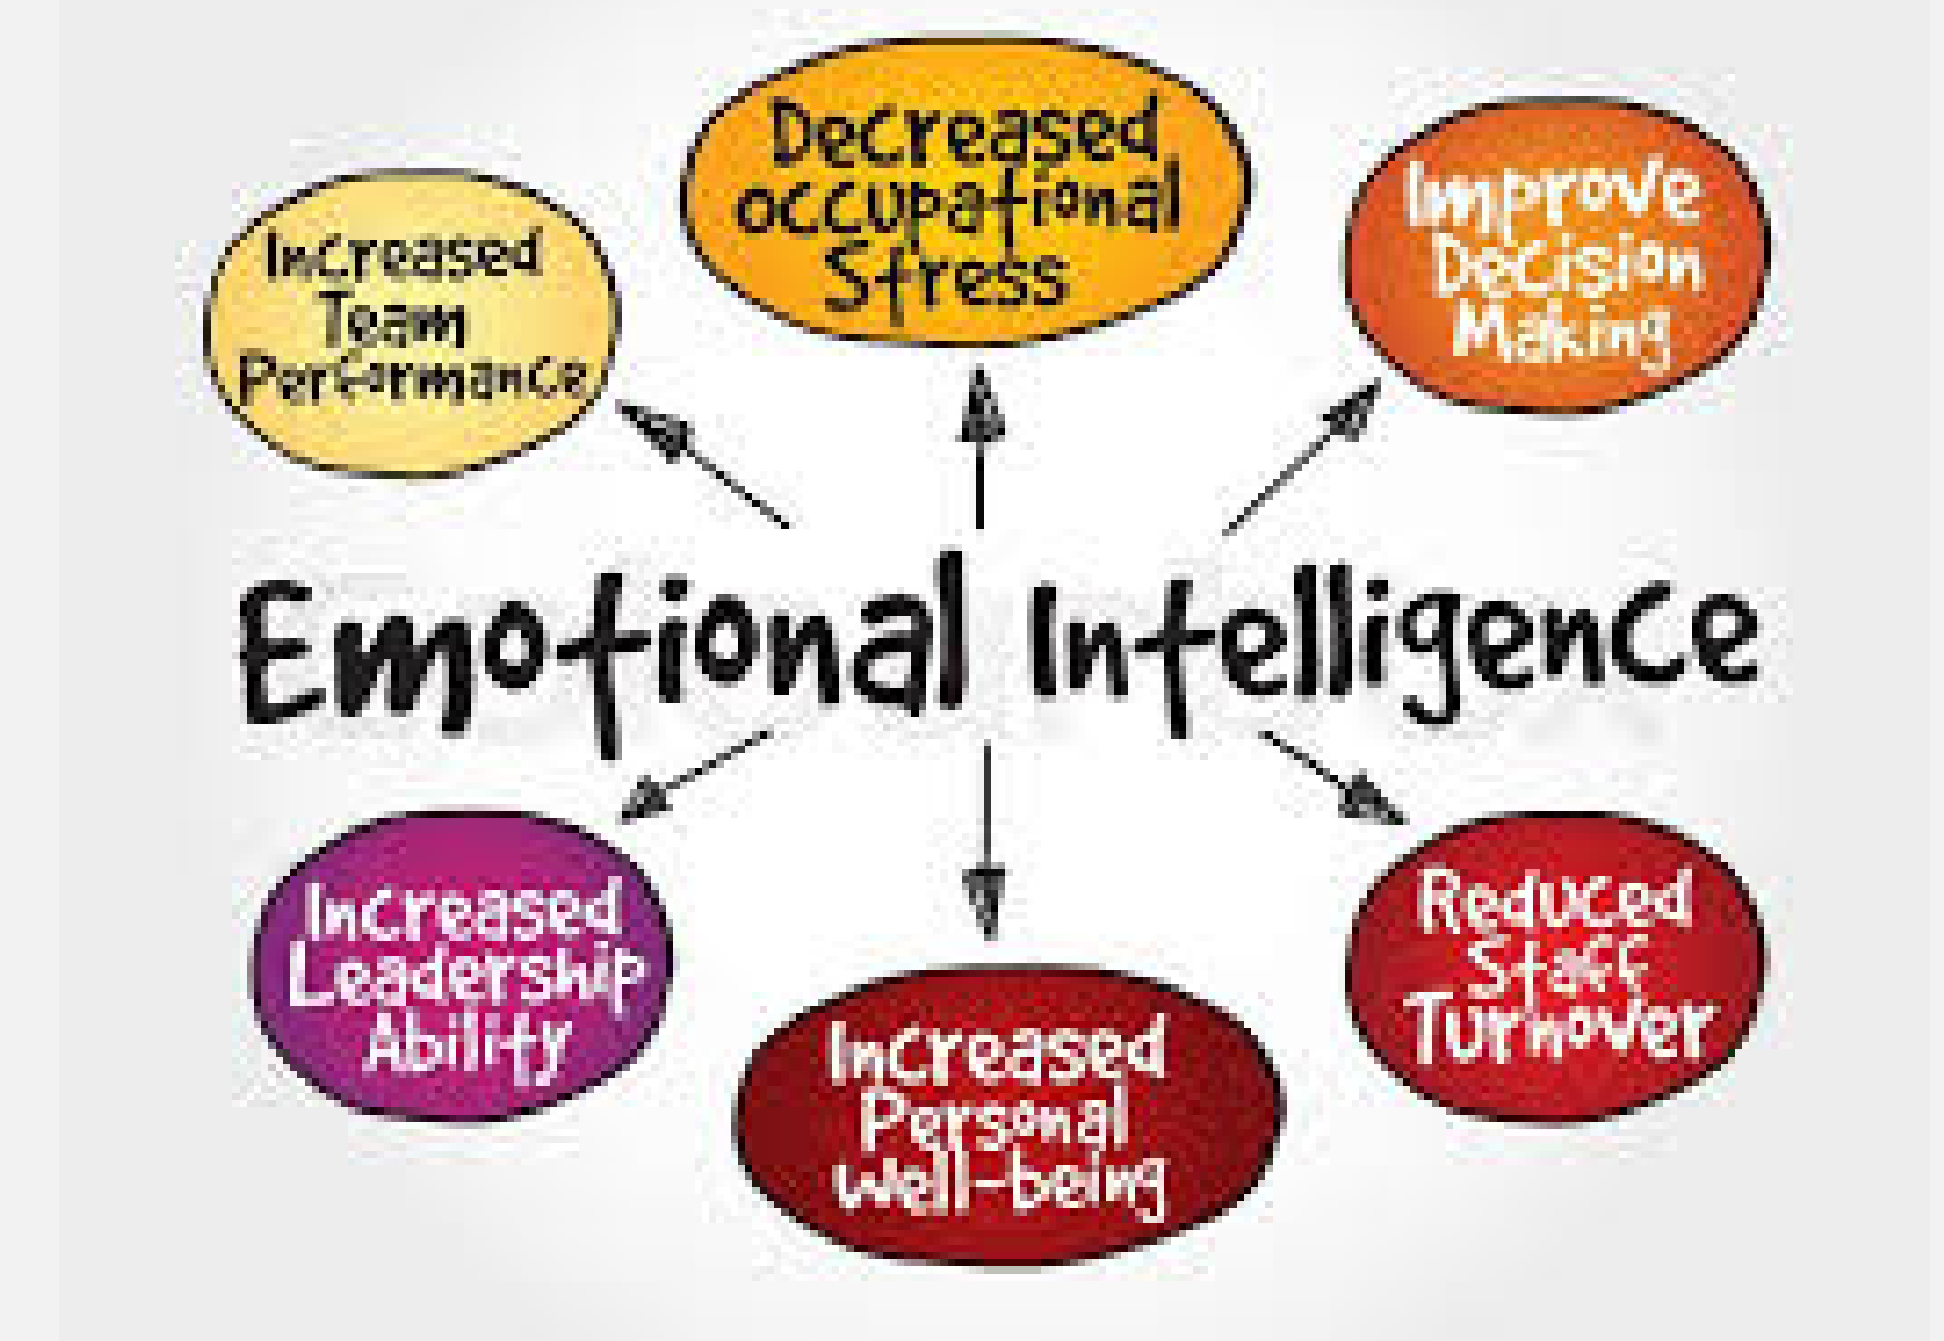 Decreased
occupational
Stress
Improve
Decision
Making
Increased
Team
Performance
Emotional Intelligence
Increased
Leadership
Ability
Reduced
Staff
Turnover
Increased
Personal
well-being